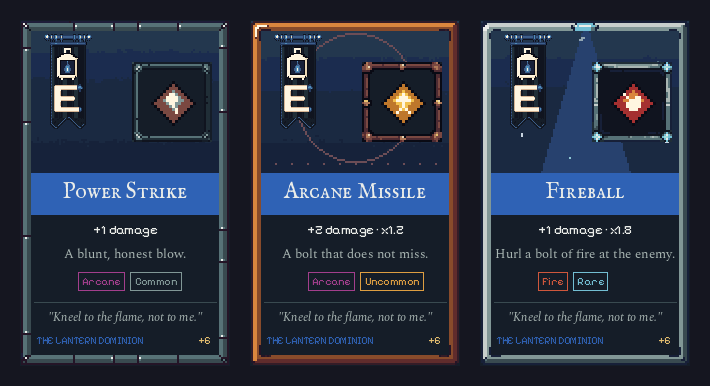 E
POWER STRIKE
+1 damage
A blunt, honest blow.
Arcane Common
"Kneel to the flame, not to me."
THE LANTERN DOMINION +6
E
ARCANE MISSILE
+2 damage · x1.2
A bolt that does not miss.
Arcane Uncommon
"Kneel to the flame, not to me."
THE LANTERN DOMINION +6
E
FIREBALL
+1 damage · x1.8
Hurl a bolt of fire at the enemy.
Fire Rare
"Kneel to the flame, not to me."
THE LANTERN DOMINION +6